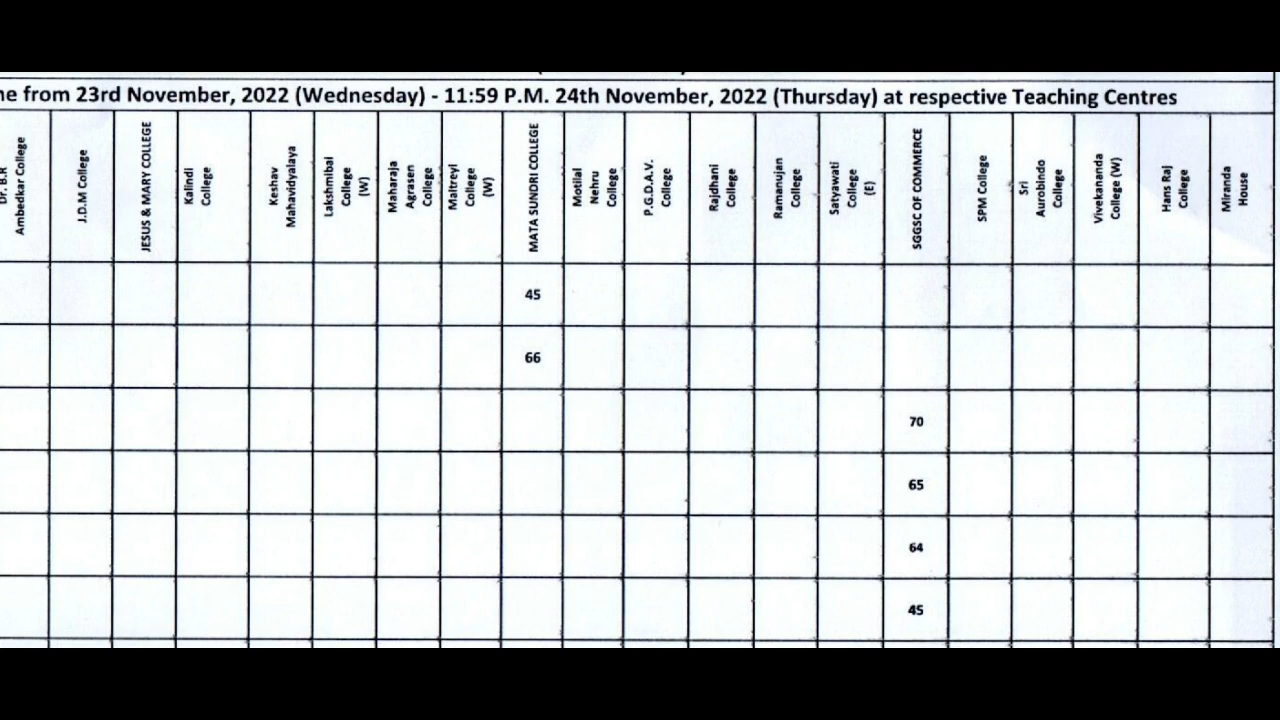 ne from 23rd November, 2022 (Wednesday) - 11:59 P.M. 24th November, 2022 (Thursday) at respective Teaching Centres
Dr. B.R
Ambedkar College
J.D.M College
JESUS & MARY COLLEGE
Kalindi
College
Keshav
Mahavidyalaya
Lakshmibai
College
(W)
Maharaja
Agrasen
College
Maitreyi
College
(W)
MATA SUNDRI COLLEGE
Motilal
Nehru
College
P.G.D.A.V.
College
Rajdhani
College
Ramanujan
College
Satyawati
College
(E)
SGGSC OF COMMERCE
SPM College
Sri
Aurobindo
College
Vivekananda
College (W)
Hans Raj
College
Miranda
House
45
66
70
65
64
45